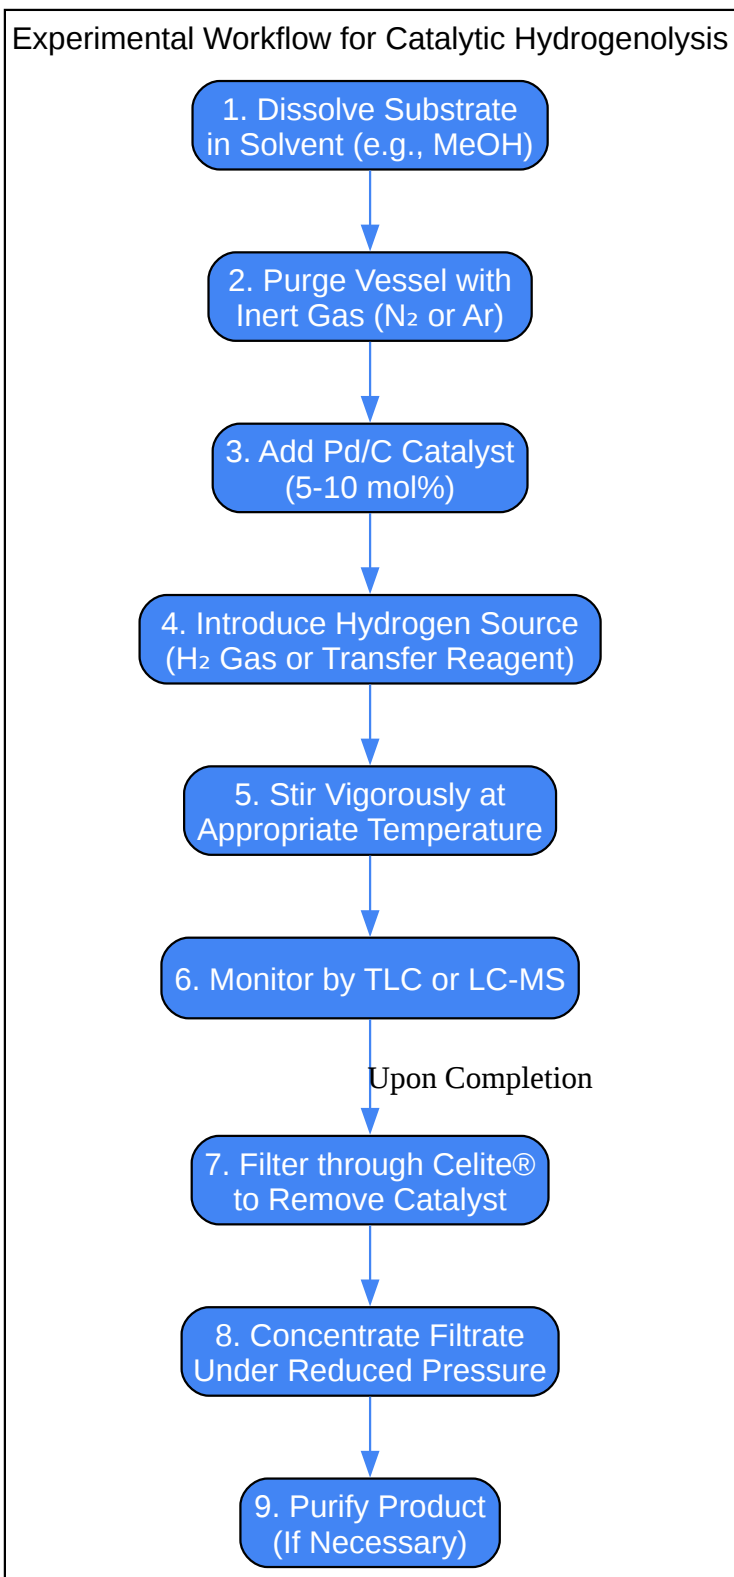 Experimental Workflow for Catalytic Hydrogenolysis
1. Dissolve Substrate
in Solvent (e.g., MeOH)
2. Purge Vessel with
Inert Gas (N₂ or Ar)
3. Add Pd/C Catalyst
(5-10 mol%)
4. Introduce Hydrogen Source
(H₂ Gas or Transfer Reagent)
5. Stir Vigorously at
Appropriate Temperature
6. Monitor by TLC or LC-MS
Upon Completion
7. Filter through Celite®
to Remove Catalyst
8. Concentrate Filtrate
Under Reduced Pressure
9. Purify Product
(If Necessary)